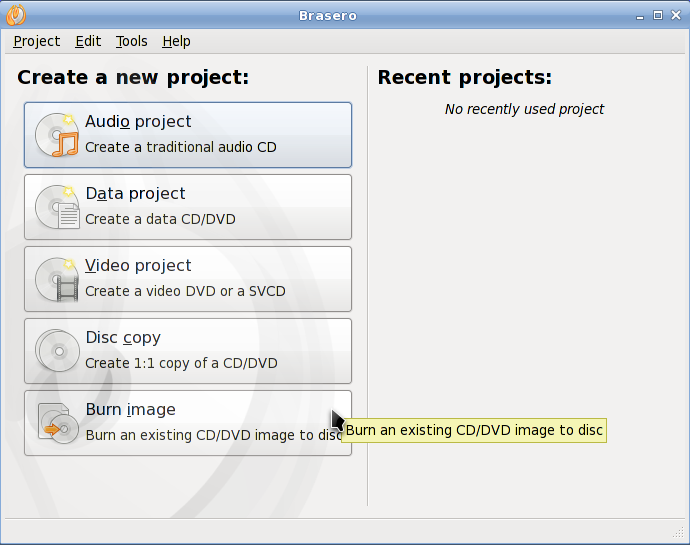 Brasero
Project Edit Tools Help
Create a new project:
Audio project
Create a traditional audio CD
Data project
Create a data CD/DVD
Video project
Create a video DVD or a SVCD
Disc copy
Create 1:1 copy of a CD/DVD
Burn image
Burn an existing CD/DVD image to disc
Burn an existing CD/DVD image to disc
Recent projects:
No recently used project